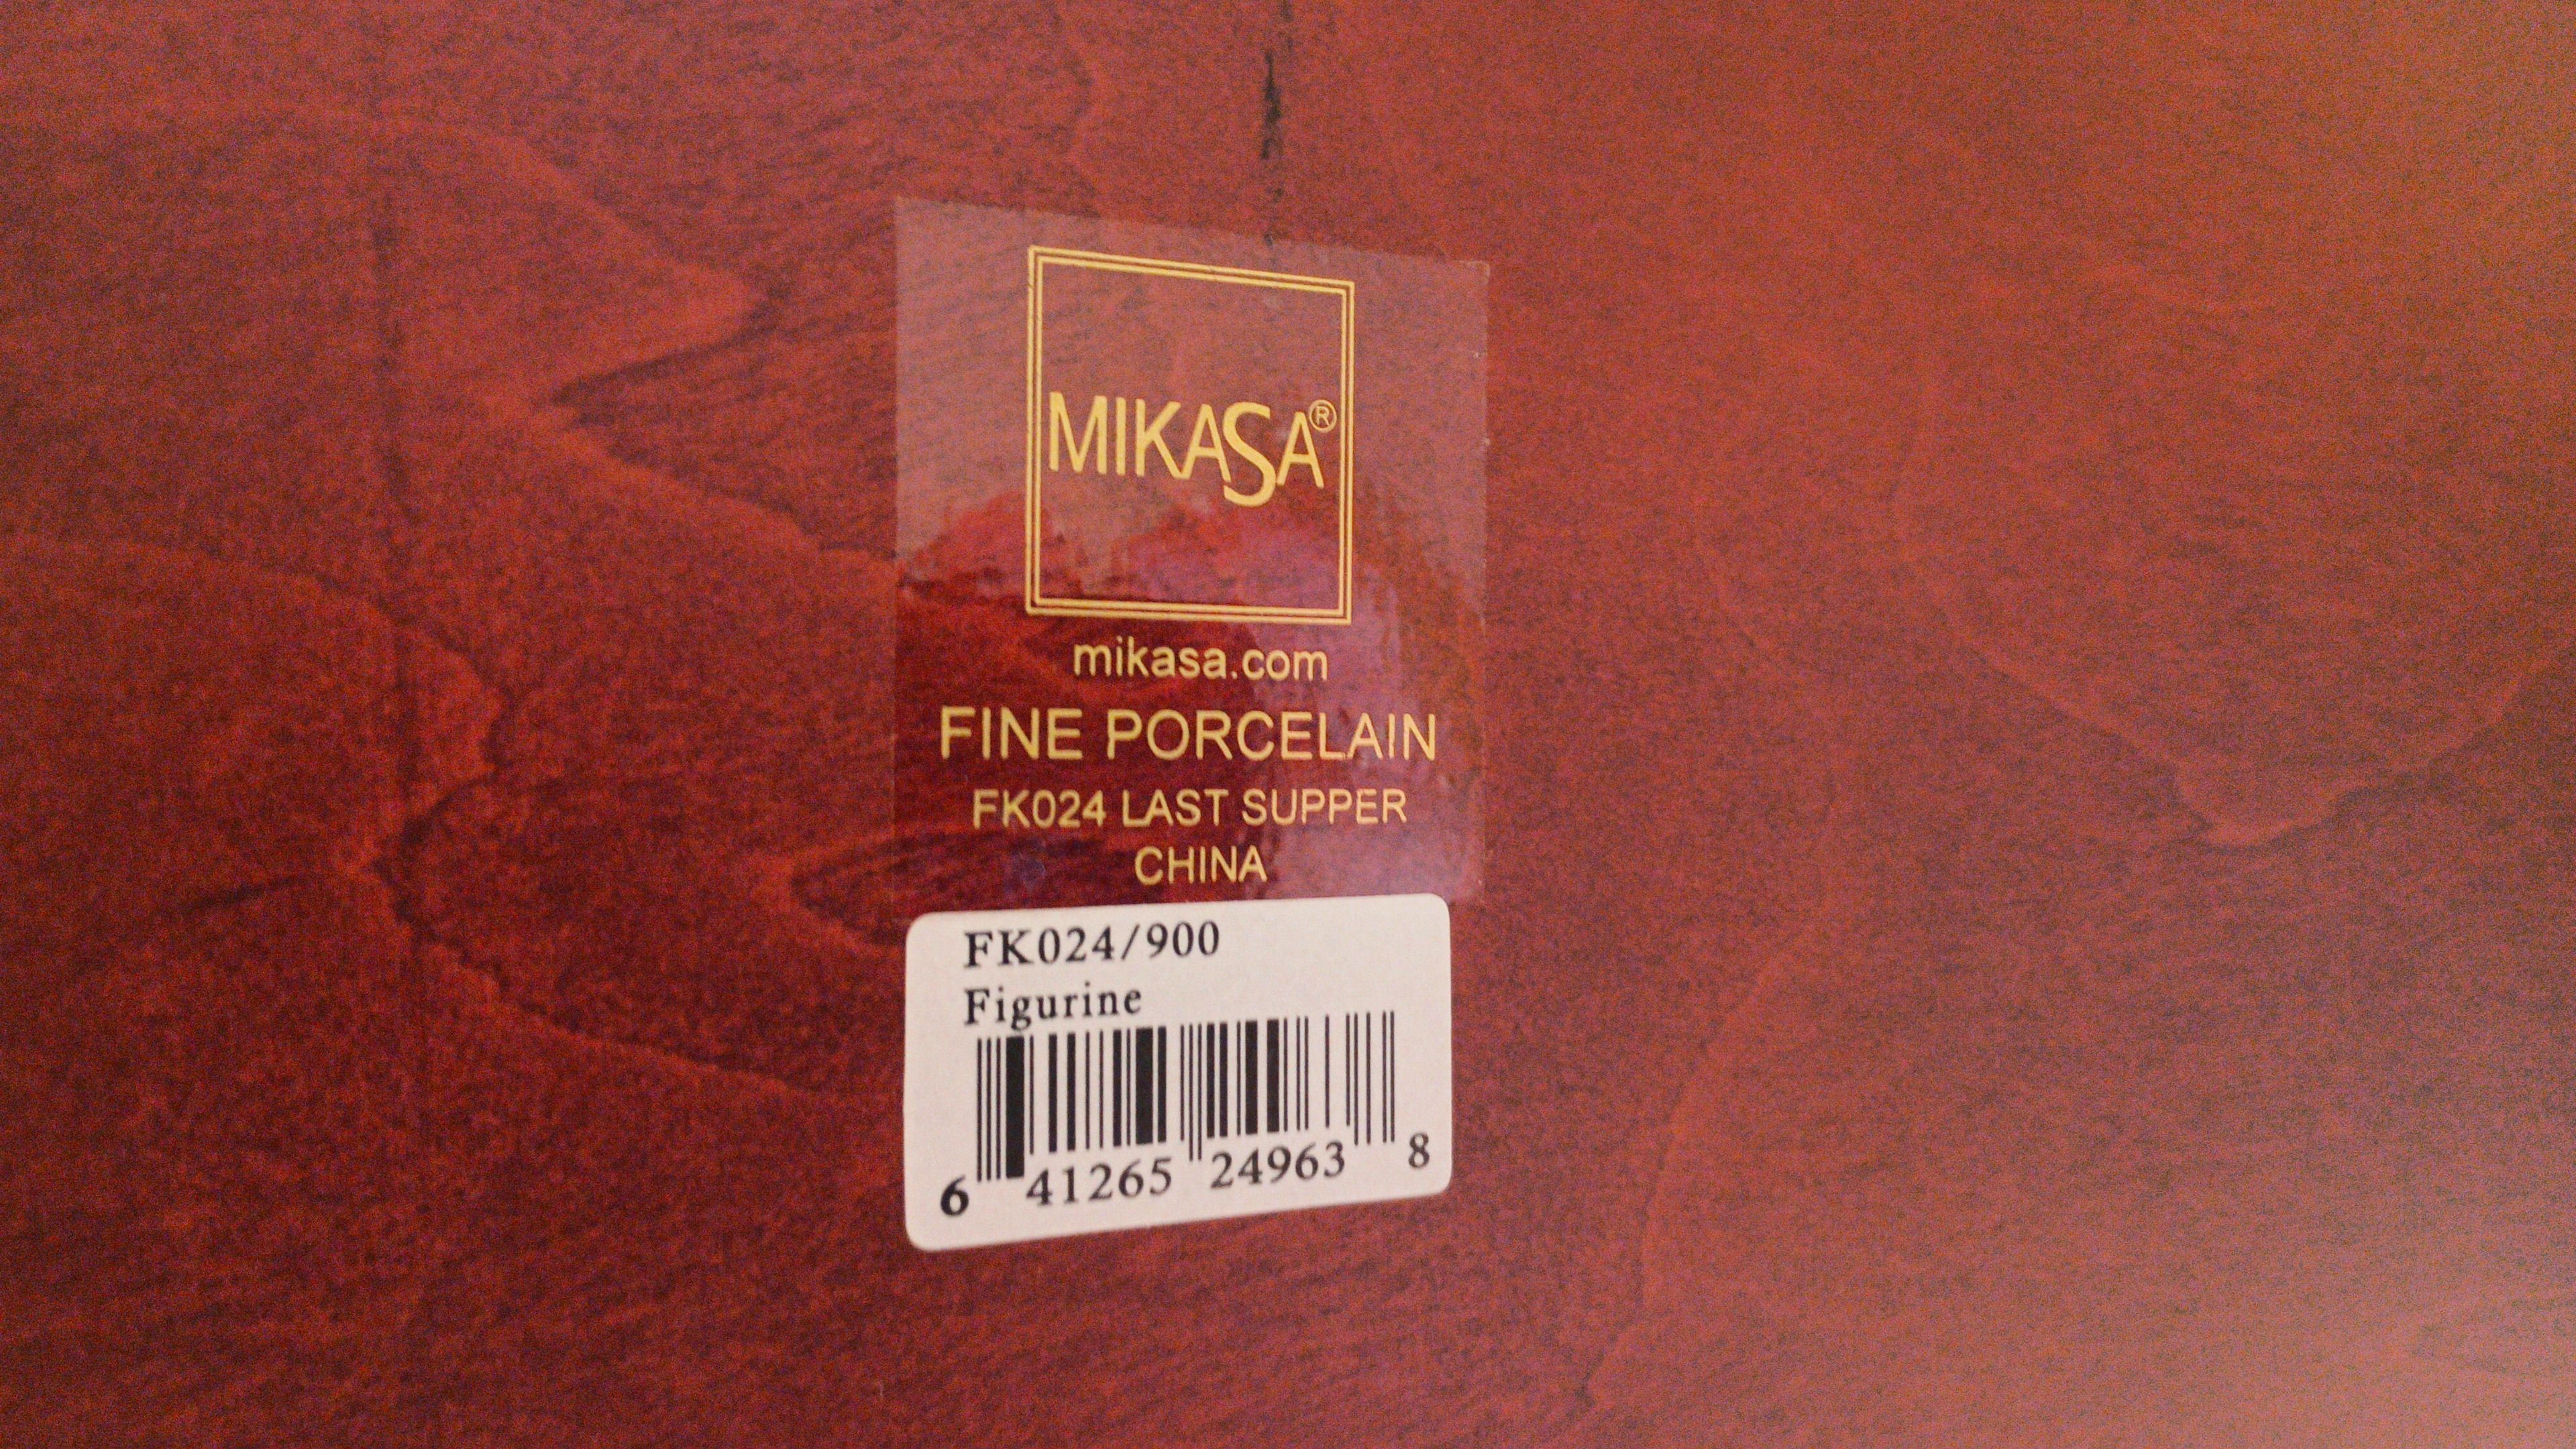 MIKASA®
mikasa.com
FINE PORCELAIN
FK024 LAST SUPPER
CHINA
FK024/900
Figurine
6 41265 24963 8